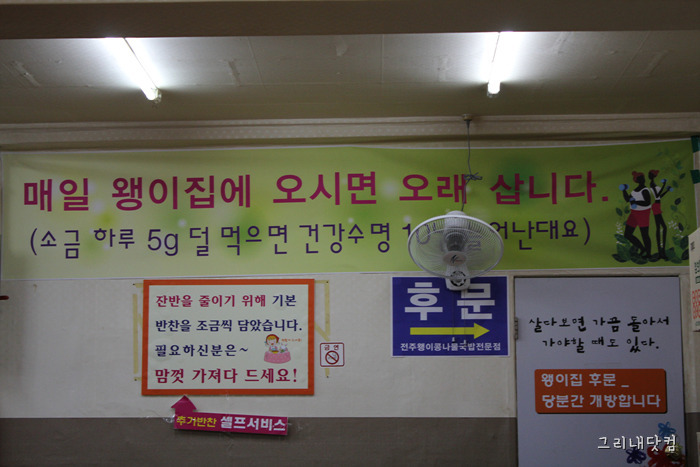 매일 왱이집에 오시면 오래 삽니다.
(소금 하루 5g 덜 먹으면 건강수명 어난대요)
잔반을 줄이기 위해 기본
반찬을 조금씩 담았습니다.
필요하신분은~
맘껏 가져다 드세요!
금연
추가반찬 셀프서비스
후문
전주왱이콩나물국밥전문점
살다보면 가끔 돌아서
가야할 때도 있다.
왱이집 후문_
당분간 개방합니다
그리내닷컴